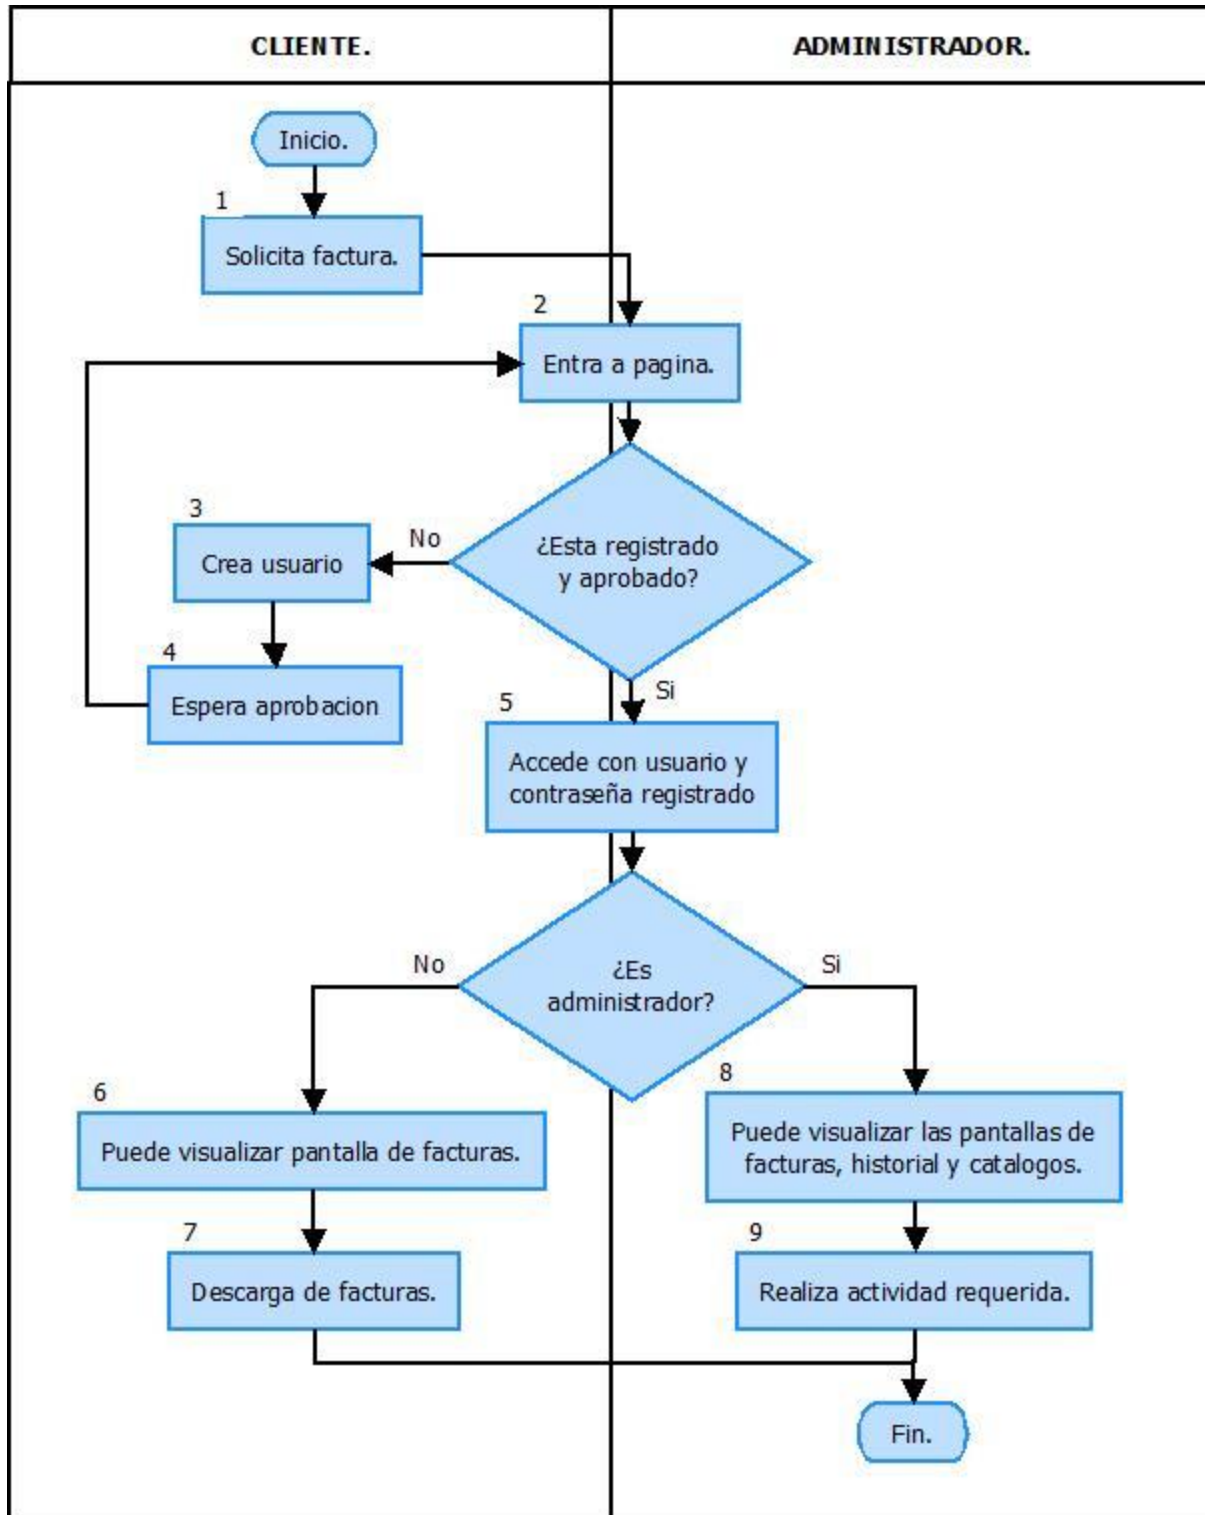 CLIENTE.
ADMINISTRADOR.
Inicio.
1
Solicita factura.
2
Entra a pagina.
3
Crea usuario
No
¿Esta registrado
y aprobado?
4
Espera aprobacion
Si
5
Accede con usuario y
contraseña registrado
No
¿Es
administrador?
Si
6
Puede visualizar pantalla de facturas.
7
Descarga de facturas.
8
Puede visualizar las pantallas de
facturas, historial y catalogos.
9
Realiza actividad requerida.
Fin.